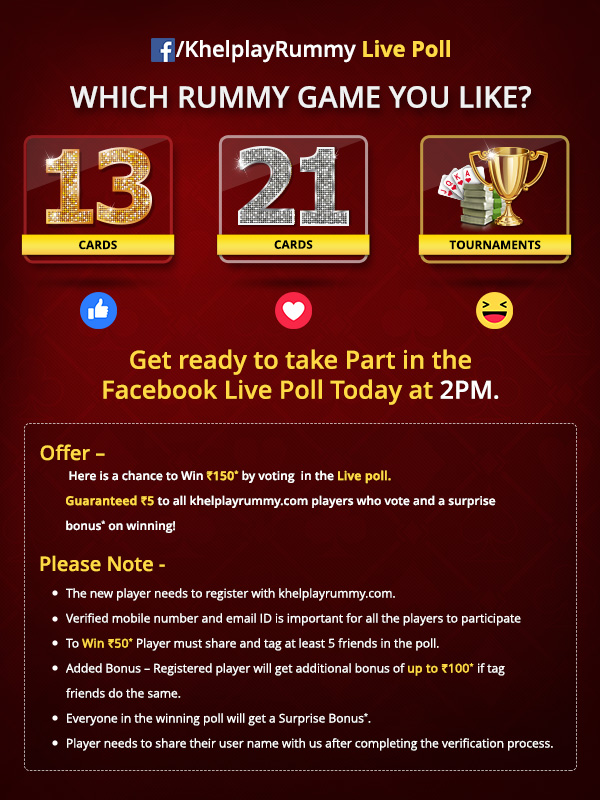 f/KhelplayRummy Live Poll
WHICH RUMMY GAME YOU LIKE?
13
CARDS
21
CARDS
J Q K A
TOURNAMENTS
Get ready to take Part in the
Facebook Live Poll Today at 2PM.
Offer –
Here is a chance to Win ₹150* by voting in the Live poll.
Guaranteed ₹5 to all khelplayrummy.com players who vote and a surprise
bonus* on winning!
Please Note -
• The new player needs to register with khelplayrummy.com.
• Verified mobile number and email ID is important for all the players to participate
• To Win ₹50* Player must share and tag at least 5 friends in the poll.
• Added Bonus – Registered player will get additional bonus of up to ₹100* if tag
friends do the same.
• Everyone in the winning poll will get a Surprise Bonus*.
• Player needs to share their user name with us after completing the verification process.